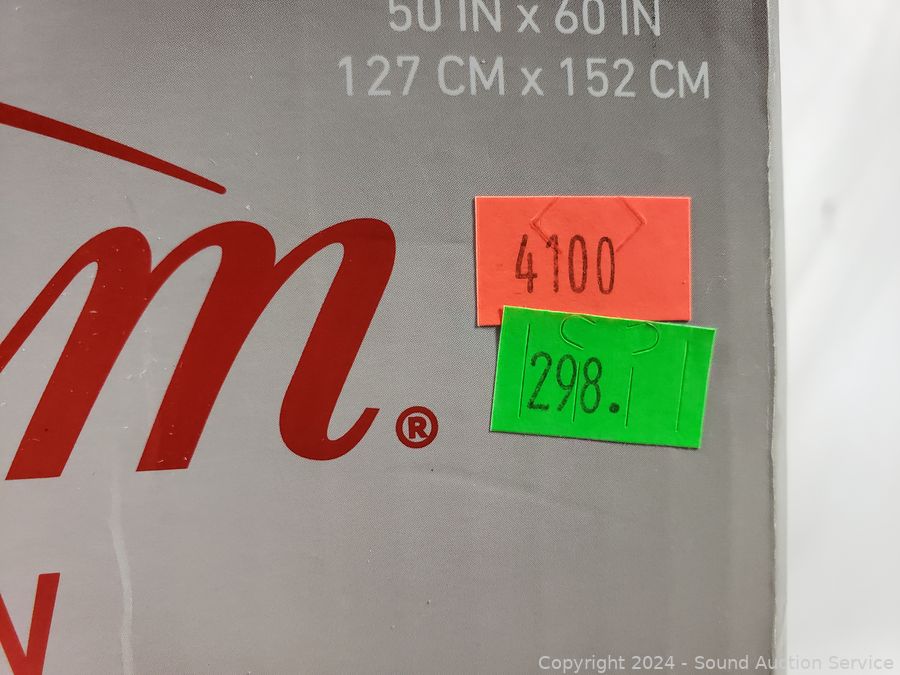 50 IN x 60 IN
127 CM x 152 CM
m®
4100
298.
N
Copyright 2024 - Sound Auction Service